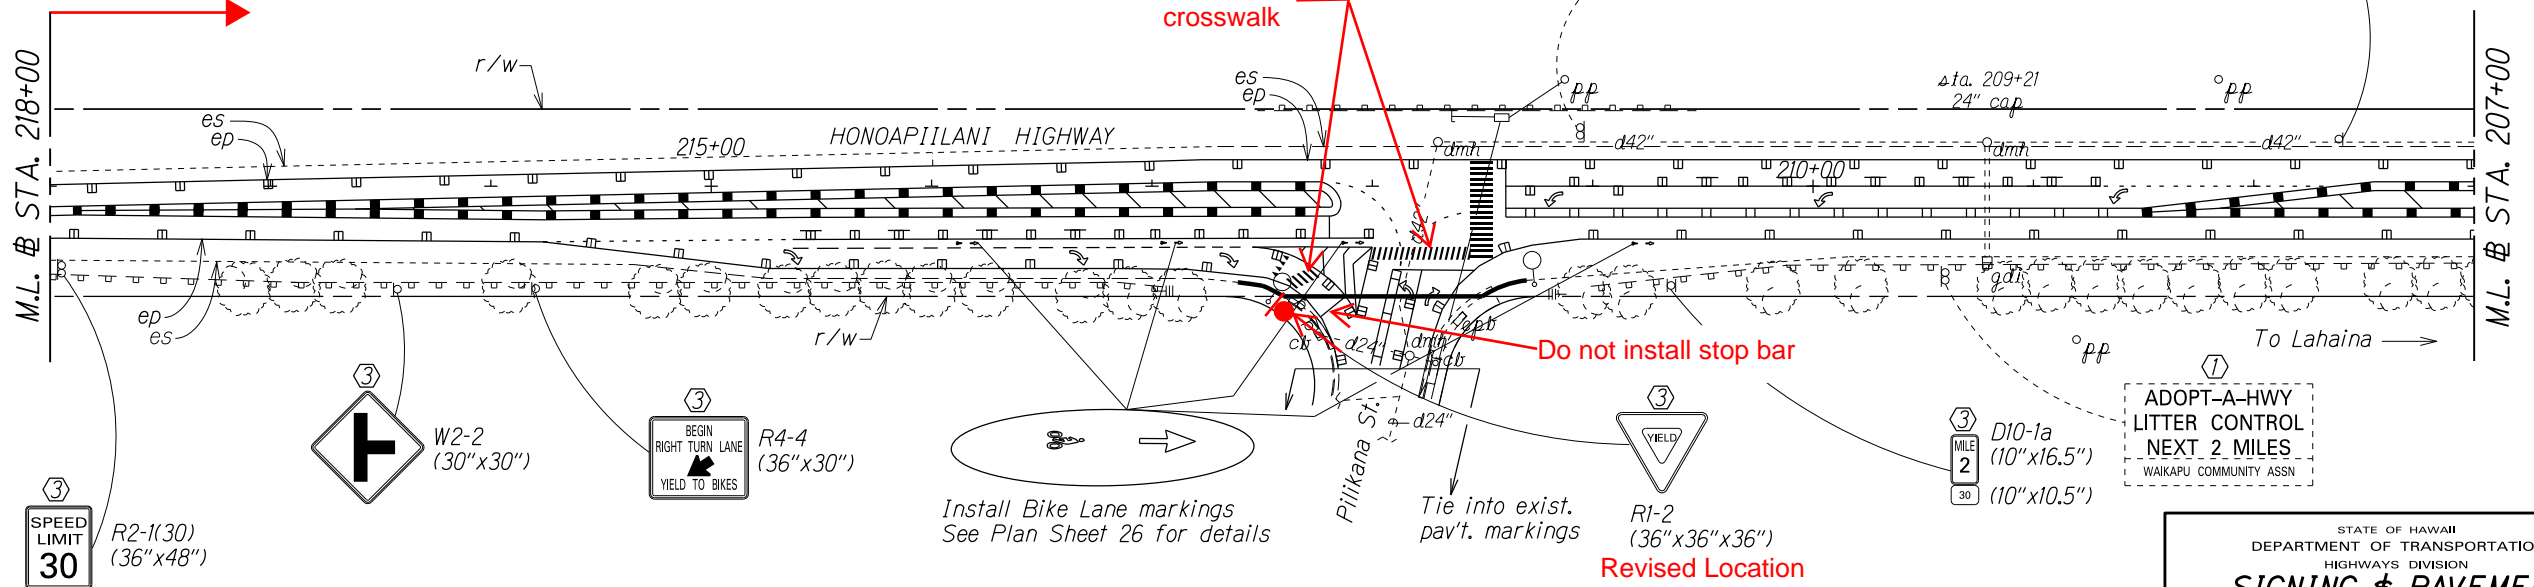 crosswalk
M.L. B STA. 218+00
r/w
es
ep
es
ep
215+00
HONOAPIILANI HIGHWAY
pp
sta. 209+21
24" cap
pp
M.L. B STA. 207+00
dmh
d42"
dmh
d42"
210+00
d42"
ep
es
r/w
cb
d24"
dmh
cb
apb
gdi
Do not install stop bar
pp
To Lahaina
3
SPEED
LIMIT
30
R2-1(30)
(36"x48")
3
W2-2
(30"x30")
3
BEGIN
RIGHT TURN LANE
YIELD TO BIKES
R4-4
(36"x30")
Install Bike Lane markings
See Plan Sheet 26 for details
Pilikana St.
d24"
Tie into exist.
pav't. markings
3
YIELD
R1-2
(36"x36"x36")
Revised Location
3
MILE
2
30
D10-1a
(10"x16.5")
(10"x10.5")
1
ADOPT-A-HWY
LITTER CONTROL
NEXT 2 MILES
WAIKAPU COMMUNITY ASSN
STATE OF HAWAII
DEPARTMENT OF TRANSPORTATIO
HIGHWAYS DIVISION
SIGNING & PAVEME